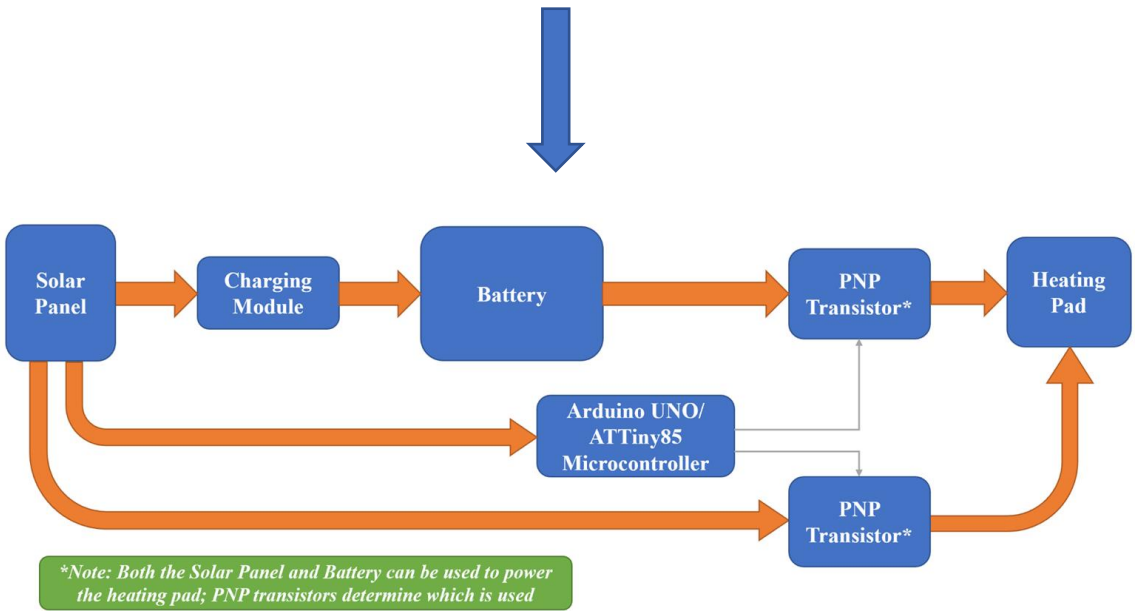 Solar
Panel
Charging
Module
Battery
PNP
Transistor*
Heating
Pad
Arduino UNO/
ATTiny85
Microcontroller
PNP
Transistor*
*Note: Both the Solar Panel and Battery can be used to power
the heating pad; PNP transistors determine which is used